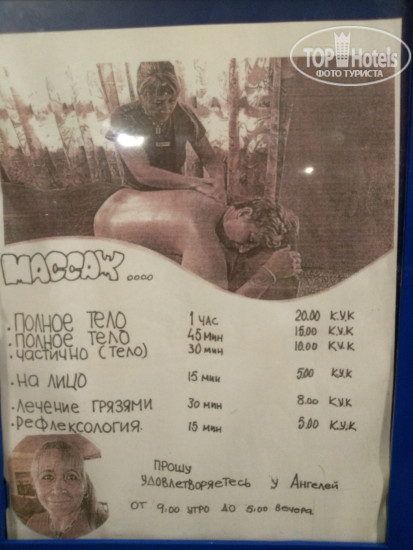 TOP Hotels
ФОТО ТУРИСТА
МАССАЖ ....
. ПОЛНОЕ ТЕЛО 1 ЧАС 20.00 К.У.К
. ПОЛНОЕ ТЕЛО 45 МИН 15.00 К.У.К
. ЧАСТИЧНО (ТЕЛО) 30 МИН 10.00 К.У.К
. НА ЛИЦО 15 МИН 5.00 К.У.К
. ЛЕЧЕНИЕ ГРЯЗЯМИ 30 МИН 8.00 К.У.К
. РЕФЛЕКСОЛОГИЯ. 15 МИН 5.00 К.У.К
ПРОШУ
УДОВЛЕТВОРЯЕТЕСЬ У АНГЕЛЕЙ
ОТ 9:00 УТРО ДО 5:00 ВЕЧЕРА